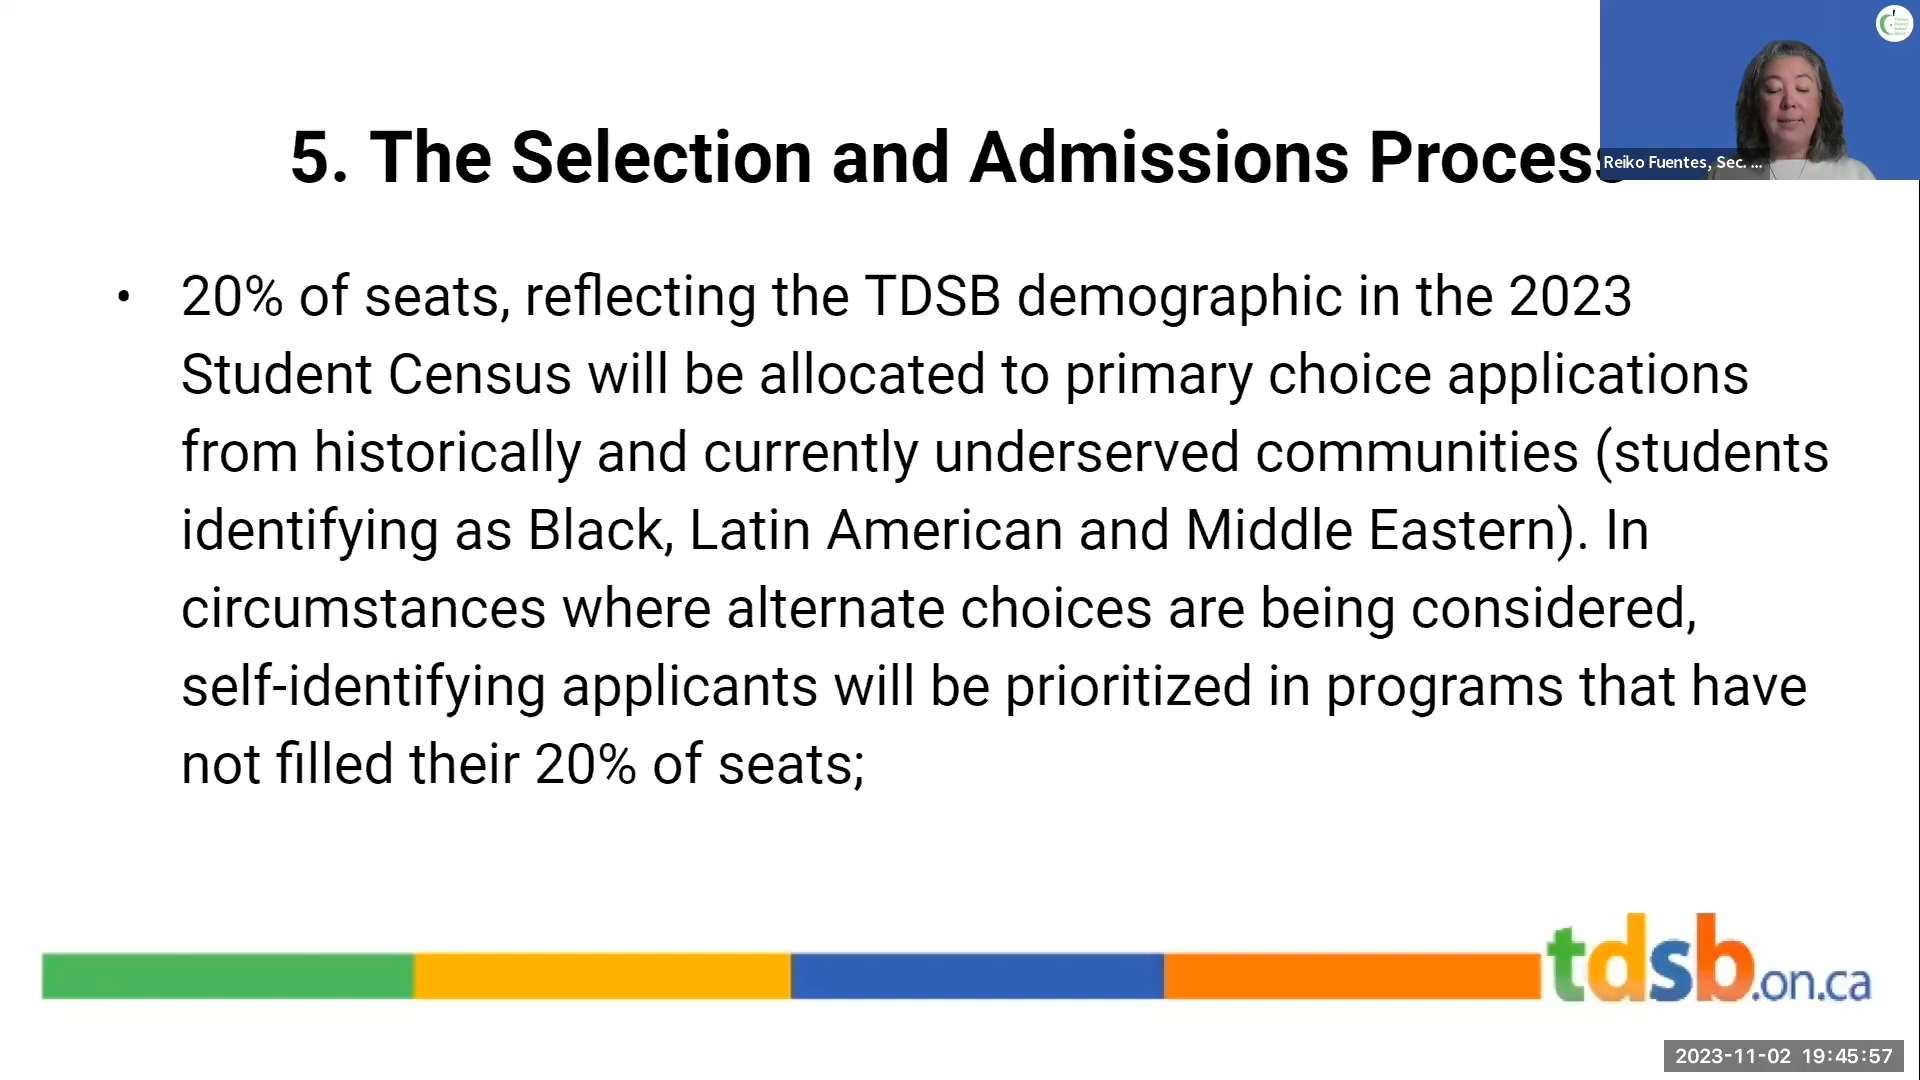 5. The Selection and Admissions Process
Reiko Fuentes, Sec. ...
• 20% of seats, reflecting the TDSB demographic in the 2023
Student Census will be allocated to primary choice applications
from historically and currently underserved communities (students
identifying as Black, Latin American and Middle Eastern). In
circumstances where alternate choices are being considered,
self-identifying applicants will be prioritized in programs that have
not filled their 20% of seats;
tdsb.on.ca
2023-11-02 19:45:57